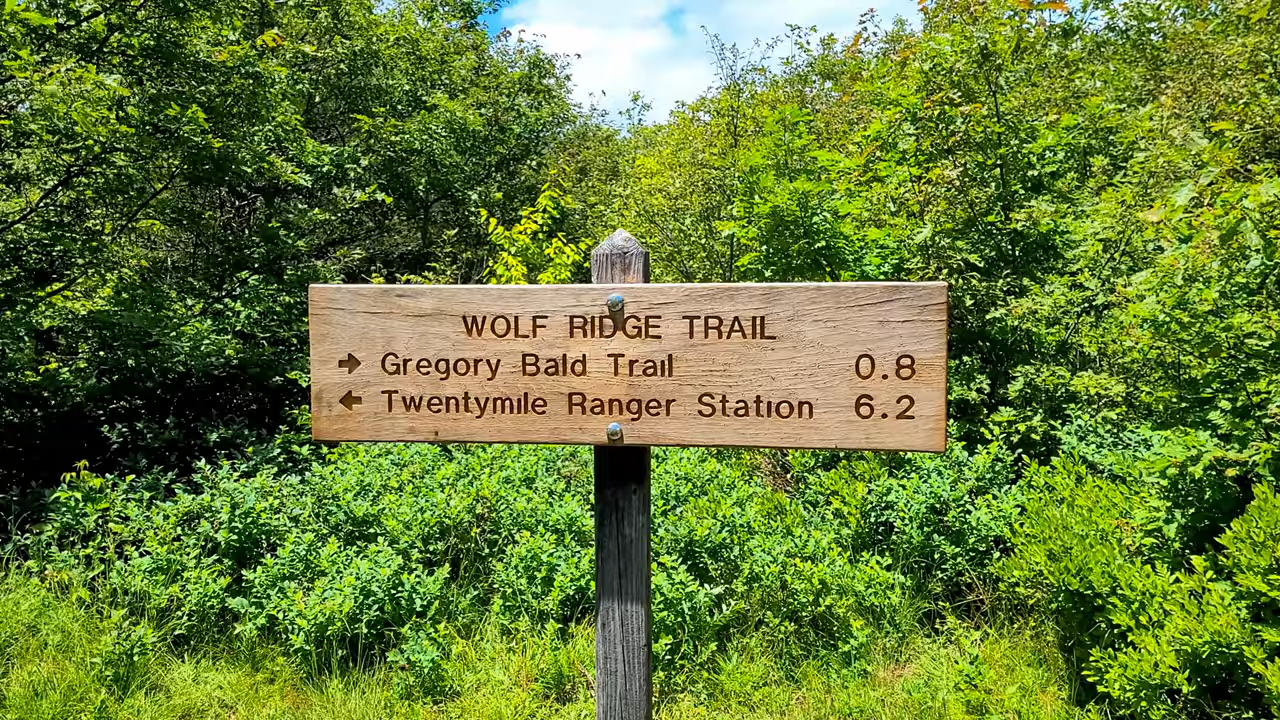 WOLF RIDGE TRAIL
→ Gregory Bald Trail 0.8
← Twentymile Ranger Station 6.2